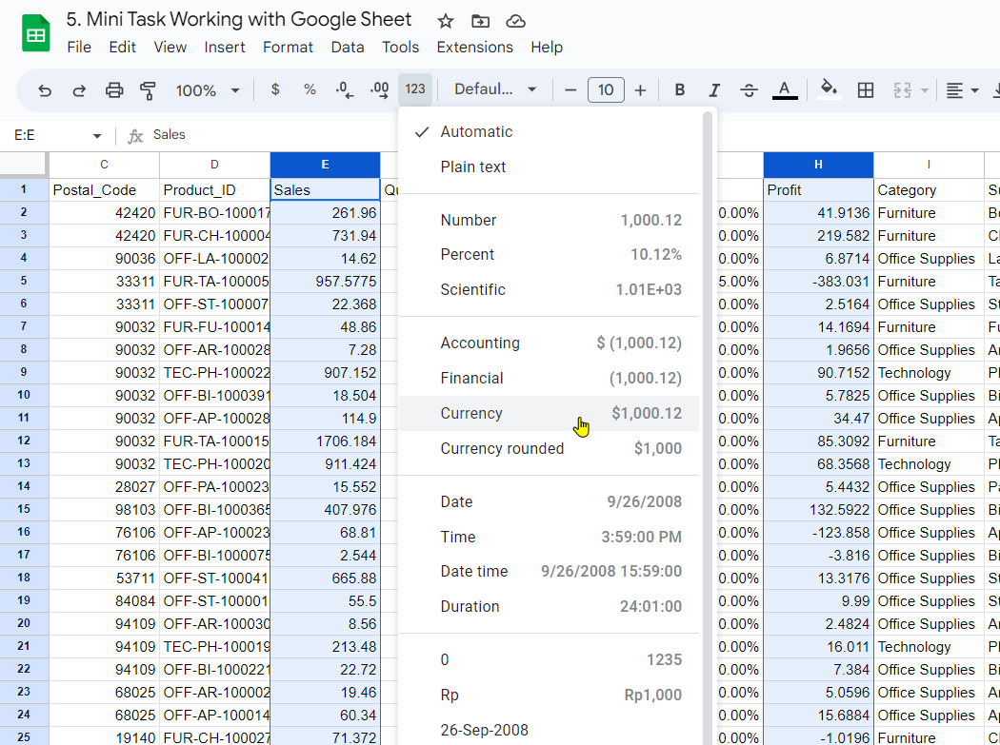 5. Mini Task Working with Google Sheet
File Edit View Insert Format Data Tools Extensions Help
100% $ % .0 .00 123 Defaul... 10 B I S A
E:E fx Sales
C D E H I
1 Postal_Code Product_ID Sales Qu Profit Category Su
2 42420 FUR-BO-100017 261.96 0.00% 41.9136 Furniture Bo
3 42420 FUR-CH-100004 731.94 0.00% 219.582 Furniture Ch
4 90036 OFF-LA-100002 14.62 0.00% 6.8714 Office Supplies La
5 33311 FUR-TA-100005 957.5775 5.00% -383.031 Furniture Ta
6 33311 OFF-ST-100007 22.368 0.00% 2.5164 Office Supplies St
7 90032 FUR-FU-100014 48.86 0.00% 14.1694 Furniture Fu
8 90032 OFF-AR-100028 7.28 0.00% 1.9656 Office Supplies Ar
9 90032 TEC-PH-100022 907.152 0.00% 90.7152 Technology Ph
10 90032 OFF-BI-1000391 18.504 0.00% 5.7825 Office Supplies Bi
11 90032 OFF-AP-100028 114.9 0.00% 34.47 Office Supplies Ap
12 90032 FUR-TA-100015 1706.184 0.00% 85.3092 Furniture Ta
13 90032 TEC-PH-100020 911.424 0.00% 68.3568 Technology Ph
14 28027 OFF-PA-100023 15.552 0.00% 5.4432 Office Supplies Pa
15 98103 OFF-BI-1000365 407.976 0.00% 132.5922 Office Supplies Bi
16 76106 OFF-AP-100023 68.81 0.00% -123.858 Office Supplies Ap
17 76106 OFF-BI-1000075 2.544 0.00% -3.816 Office Supplies Bi
18 53711 OFF-ST-100041 665.88 0.00% 13.3176 Office Supplies St
19 84084 OFF-ST-100001 55.5 0.00% 9.99 Office Supplies St
20 94109 OFF-AR-100030 8.56 0.00% 2.4824 Office Supplies Ar
21 94109 TEC-PH-100019 213.48 0.00% 16.011 Technology Ph
22 94109 OFF-BI-1000221 22.72 0.00% 7.384 Office Supplies Bi
23 68025 OFF-AR-100002 19.46 0.00% 5.0596 Office Supplies Ar
24 68025 OFF-AP-100014 60.34 0.00% 15.6884 Office Supplies Ap
25 19140 FUR-CH-100027 71.372 0.00% -1.0196 Furniture Ch
Automatic
Plain text
Number 1,000.12
Percent 10.12%
Scientific 1.01E+03
Accounting $ (1,000.12)
Financial (1,000.12)
Currency $1,000.12
Currency rounded $1,000
Date 9/26/2008
Time 3:59:00 PM
Date time 9/26/2008 15:59:00
Duration 24:01:00
0 1235
Rp Rp1,000
26-Sep-2008